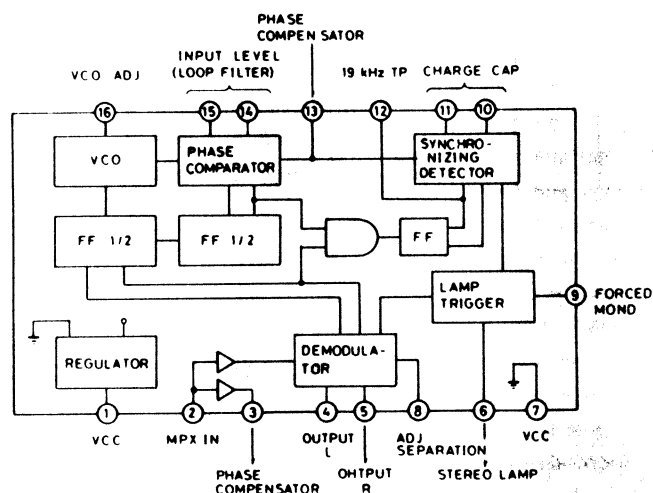 PHASE
COMPENSATOR
INPUT LEVEL
(LOOP FILTER)
VCO ADJ
19 kHz TP
CHARGE CAP
16
15
14
13
12
11
10
VCO
PHASE
COMPARATOR
SYNCHRO-
NIZING
DETECTOR
FF 1/2
FF 1/2
FF
LAMP
TRIGGER
9
FORCED
MOND
REGULATOR
DEMODULA-
TOR
1
2
3
4
5
8
6
7
VCC
MPX IN
OUTPUT
L
ADJ
SEPARATION
VCC
PHASE
COMPENSATOR
OHTPUT
R
STEREO LAMP